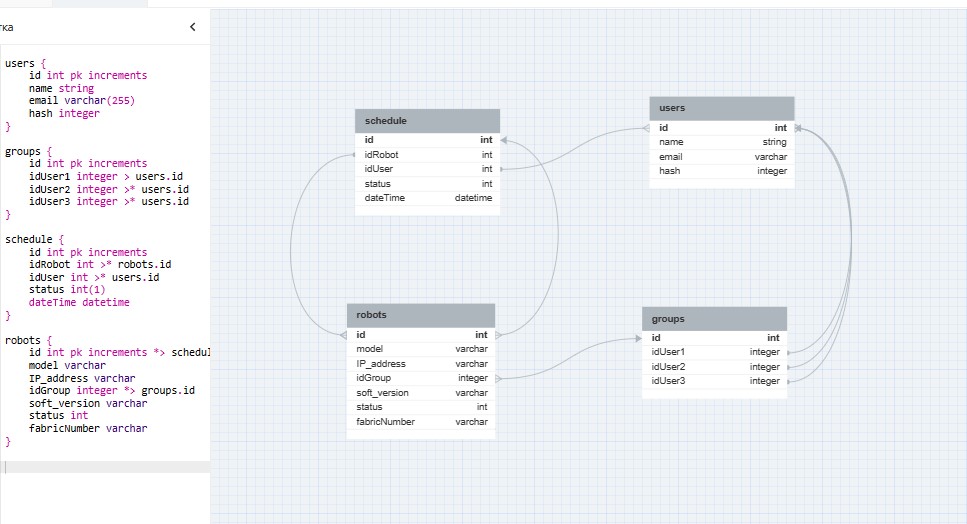 тка
users {
id int pk increments
name string
email varchar(255)
hash integer
}
groups {
id int pk increments
idUser1 integer > users.id
idUser2 integer >* users.id
idUser3 integer >* users.id
}
schedule {
id int pk increments
idRobot int >* robots.id
idUser int >* users.id
status int(1)
dateTime datetime
}
robots {
id int pk increments *> schedul
model varchar
IP_address varchar
idGroup integer *> groups.id
soft_version varchar
status int
fabricNumber varchar
}
schedule
id int
idRobot int
idUser int
status int
dateTime datetime
users
id int
name string
email varchar
hash integer
robots
id int
model varchar
IP_address varchar
idGroup integer
soft_version varchar
status int
fabricNumber varchar
groups
id int
idUser1 integer
idUser2 integer
idUser3 integer